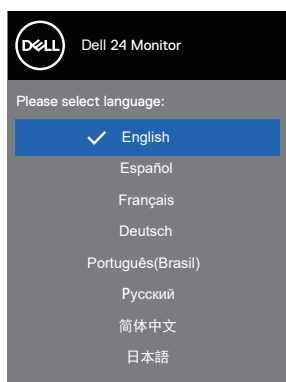 DELL
Dell 24 Monitor
Please select language:
English
Español
Français
Deutsch
Português(Brasil)
Русский
简体中文
日本語